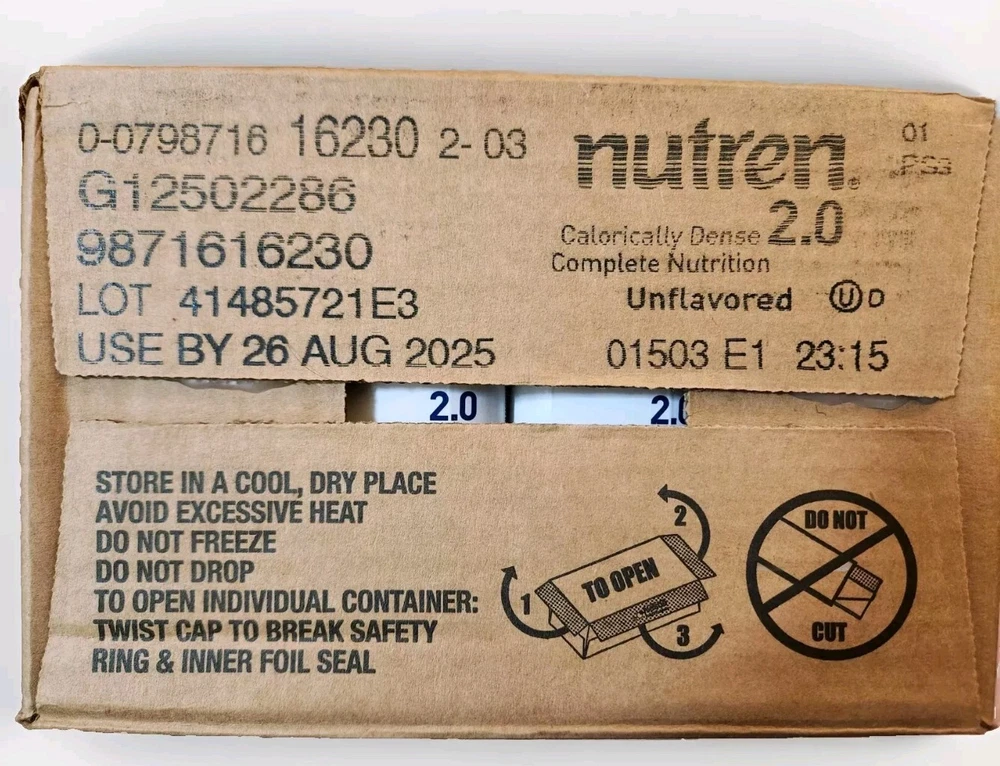 0-0798716 16230 2-03
G12502286
9871616230
LOT 41485721E3
USE BY 26 AUG 2025
nutren.
2.0
Calorically Dense
Complete Nutrition
Unflavored U D
01503 E1 23:15
01
2.0
2.0
STORE IN A COOL, DRY PLACE
AVOID EXCESSIVE HEAT
DO NOT FREEZE
DO NOT DROP
TO OPEN INDIVIDUAL CONTAINER:
TWIST CAP TO BREAK SAFETY
RING & INNER FOIL SEAL
1
2
3
TO OPEN
DO NOT
CUT